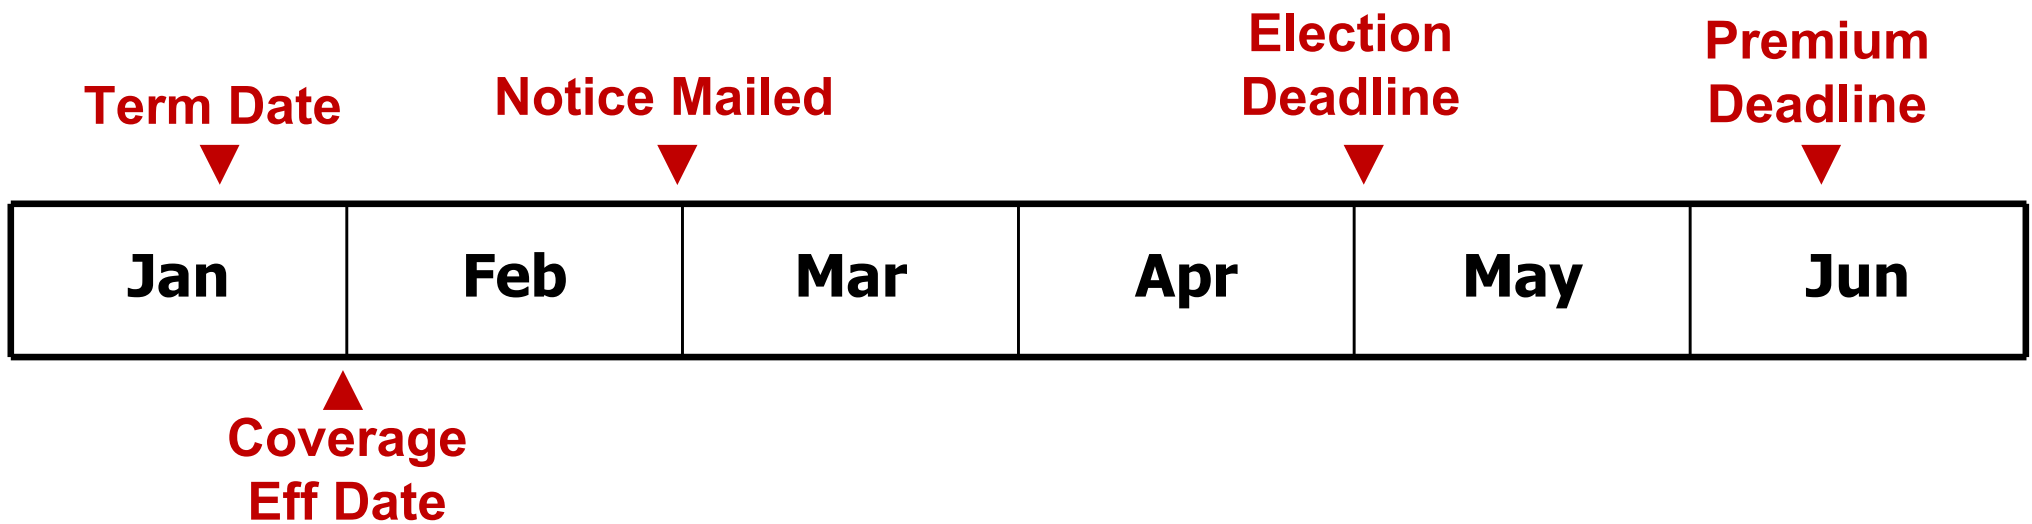 Term Date
Notice Mailed
Election
Deadline
Premium
Deadline
Jan
Feb
Mar
Apr
May
Jun
Coverage
Eff Date